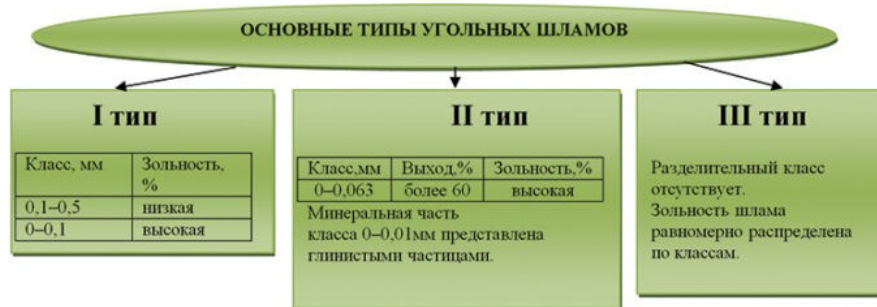 ОСНОВНЫЕ ТИПЫ УГОЛЬНЫХ ШЛАМОВ
I тип
Класс, мм Зольность, %
0,1–0,5 низкая
0–0,1 высокая
II тип
Класс,мм Выход,% Зольность,%
0–0,063 более 60 высокая
Минеральная часть
класса 0–0,01мм представлена
глинистыми частицами.
III тип
Разделительный класс
отсутствует.
Зольность шлама
равномерно распределена
по классам.